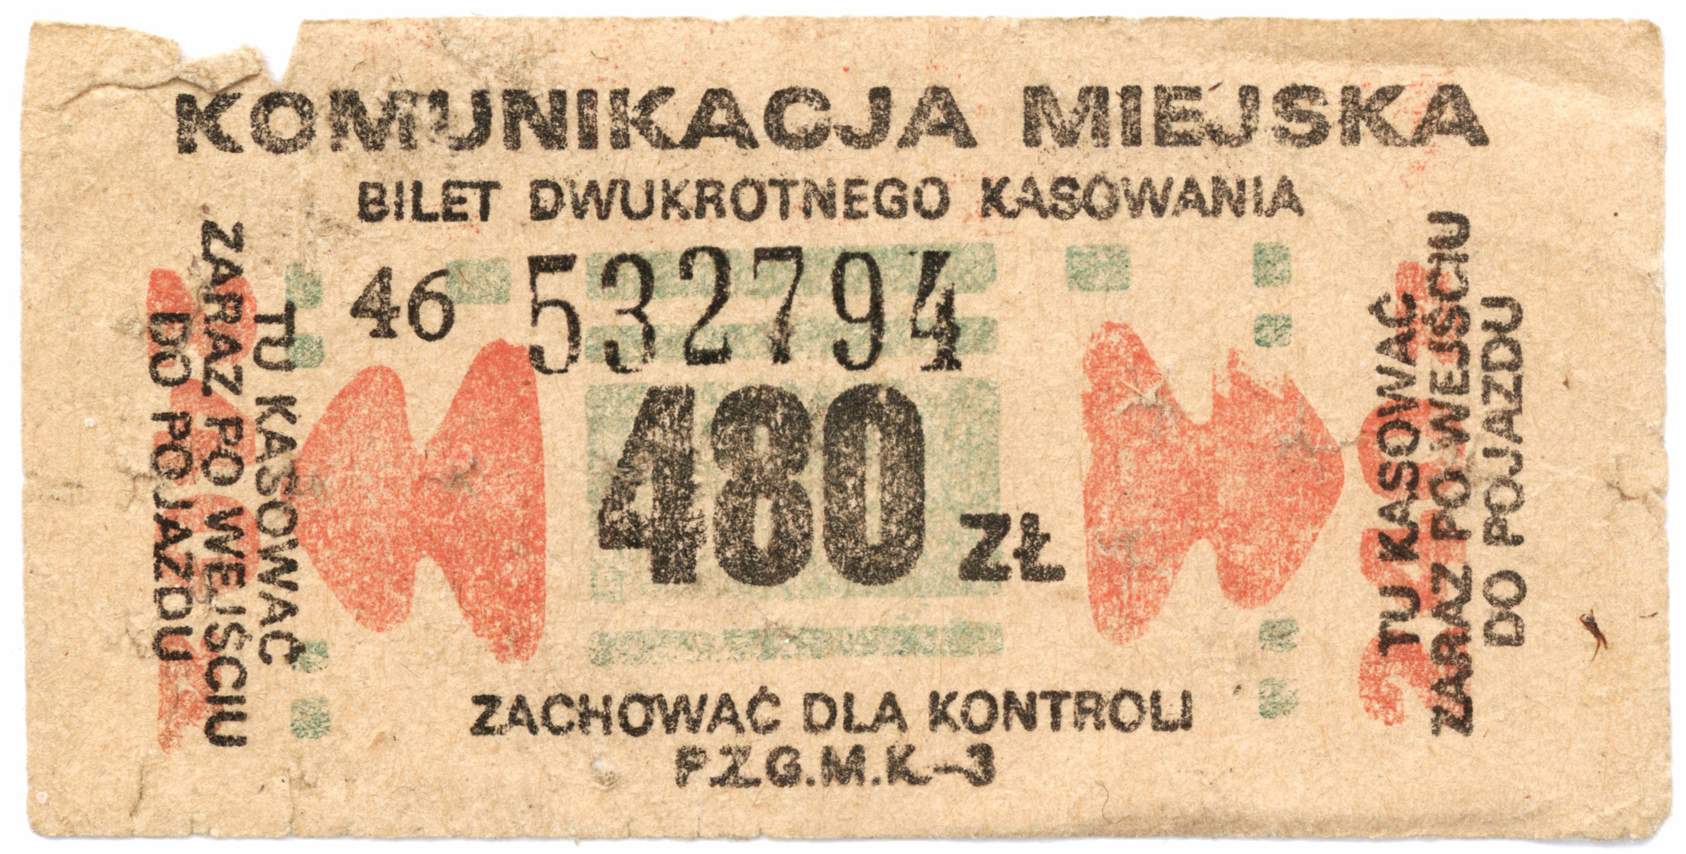 KOMUNIKACJA MIEJSKA
BILET DWUKROTNEGO KASOWANIA
46 532794
480 ZŁ
TU KASOWAĆ
ZARAZ PO WEJŚCIU
DO POJAZDU
TU KASOWAĆ
ZARAZ PO WEJŚCIU
DO POJAZDU
ZACHOWAĆ DLA KONTROLI
P.Z.G.M.K.-3